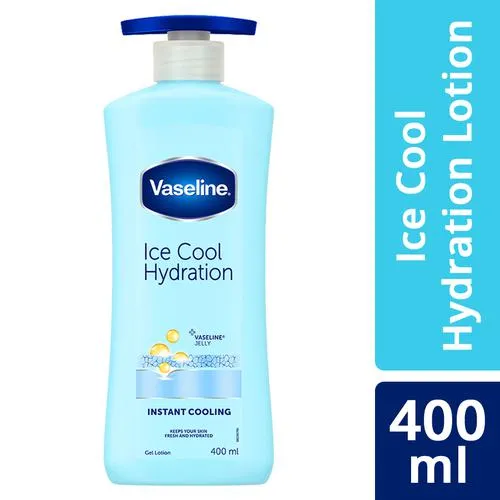 Vaseline.
Ice Cool
Hydration
VASELINE®
JELLY
INSTANT COOLING
KEEPS YOUR SKIN
FRESH AND HYDRATED
Gel Lotion
400 ml
Ice Cool
Hydration Lotion
400
ml